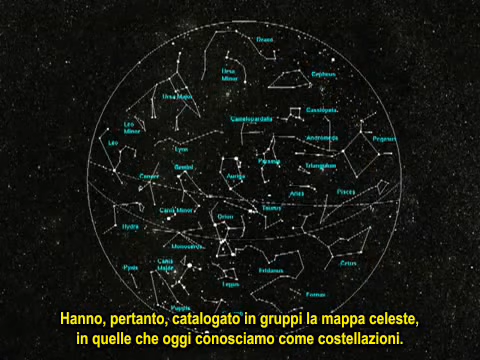 Draco
Ursa
Minor
Cepheus
Ursa Major
Cassiopeia
Camelopardalis
Leo
Minor
Andromeda
Pegasus
Leo
Lynx
Perseus
Triangulum
Gemini
Cancer
Auriga
Aries
Pisces
Canis Minor
Orion
Taurus
Hydra
Monoceros
Canis
Major
Pyxis
Eridanus
Cetus
Lepus
Fornax
Puppis
Hanno, pertanto, catalogato in gruppi la mappa celeste,
in quelle che oggi conosciamo come costellazioni.